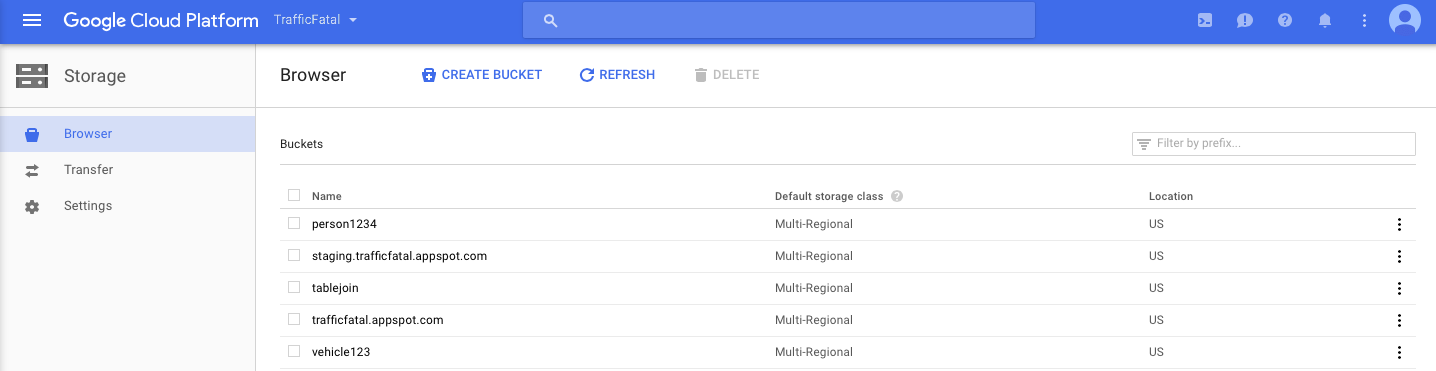 Google Cloud Platform TrafficFatal
Storage
Browser CREATE BUCKET REFRESH DELETE
Browser
Transfer
Settings
Buckets Filter by prefix...
Name Default storage class Location
person1234 Multi-Regional US
staging.trafficfatal.appspot.com Multi-Regional US
tablejoin Multi-Regional US
trafficfatal.appspot.com Multi-Regional US
vehicle123 Multi-Regional US